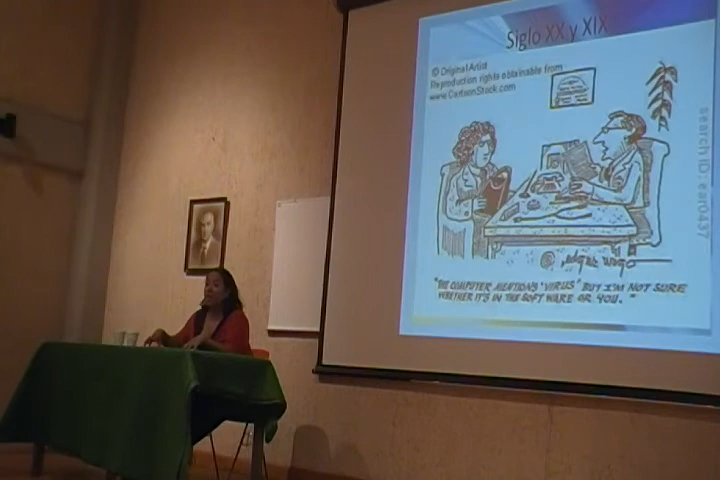 Siglo XX y XIX
© Original Artist
Reproduction rights obtainable from
www.CartoonStock.com
search ID: ear0437
"THE COMPUTER MENTIONS 'VIRUS' BUT I'M NOT SURE
WHETHER IT'S IN THE SOFTWARE OR YOU."